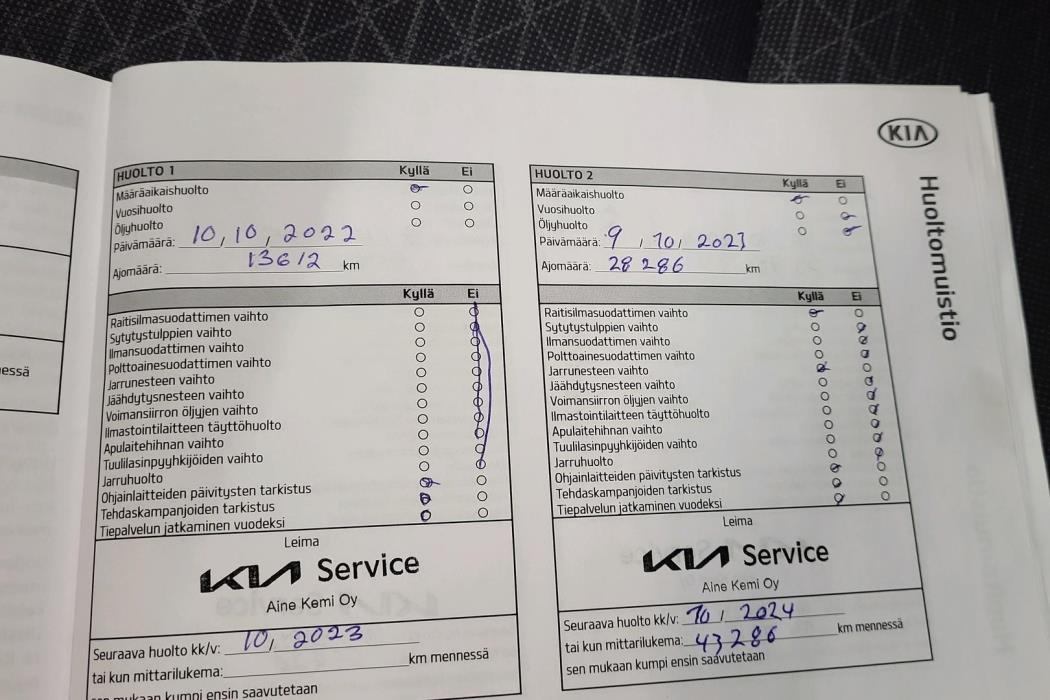 essä
KIA
Huoltomuistio
HUOLTO 1 Kyllä Ei
Määräaikaishuolto
Vuosihuolto
Öljyhuolto
Päivämäärä: 10, 10, 2022
Ajomäärä: 13612 km
Kyllä Ei
Raitisilmasuodattimen vaihto
Sytytystulppien vaihto
Ilmansuodattimen vaihto
Polttoainesuodattimen vaihto
Jarrunesteen vaihto
Jäähdytysnesteen vaihto
Voimansiirron öljyjen vaihto
Ilmastointilaitteen täyttöhuolto
Apulaitehihnan vaihto
Tuulilasinpyyhkijöiden vaihto
Jarruhuolto
Ohjainlaitteiden päivitysten tarkistus
Tehdaskampanjoiden tarkistus
Tiepalvelun jatkaminen vuodeksi
Leima
KIA Service
Aine Kemi Oy
Seuraava huolto kk/v: 10, 2023
tai kun mittarilukema: km mennessä
sen mukaan kumpi ensin saavutetaan
HUOLTO 2 Kyllä Ei
Määräaikaishuolto
Vuosihuolto
Öljyhuolto
Päivämäärä: 9, 10, 2023
Ajomäärä: 28 286 km
Kyllä Ei
Raitisilmasuodattimen vaihto
Sytytystulppien vaihto
Ilmansuodattimen vaihto
Polttoainesuodattimen vaihto
Jarrunesteen vaihto
Jäähdytysnesteen vaihto
Voimansiirron öljyjen vaihto
Ilmastointilaitteen täyttöhuolto
Apulaitehihnan vaihto
Tuulilasinpyyhkijöiden vaihto
Jarruhuolto
Ohjainlaitteiden päivitysten tarkistus
Tehdaskampanjoiden tarkistus
Tiepalvelun jatkaminen vuodeksi
Leima
KIA Service
Aine Kemi Oy
Seuraava huolto kk/v: 10, 2024
tai kun mittarilukema: 43286 km mennessä
sen mukaan kumpi ensin saavutetaan